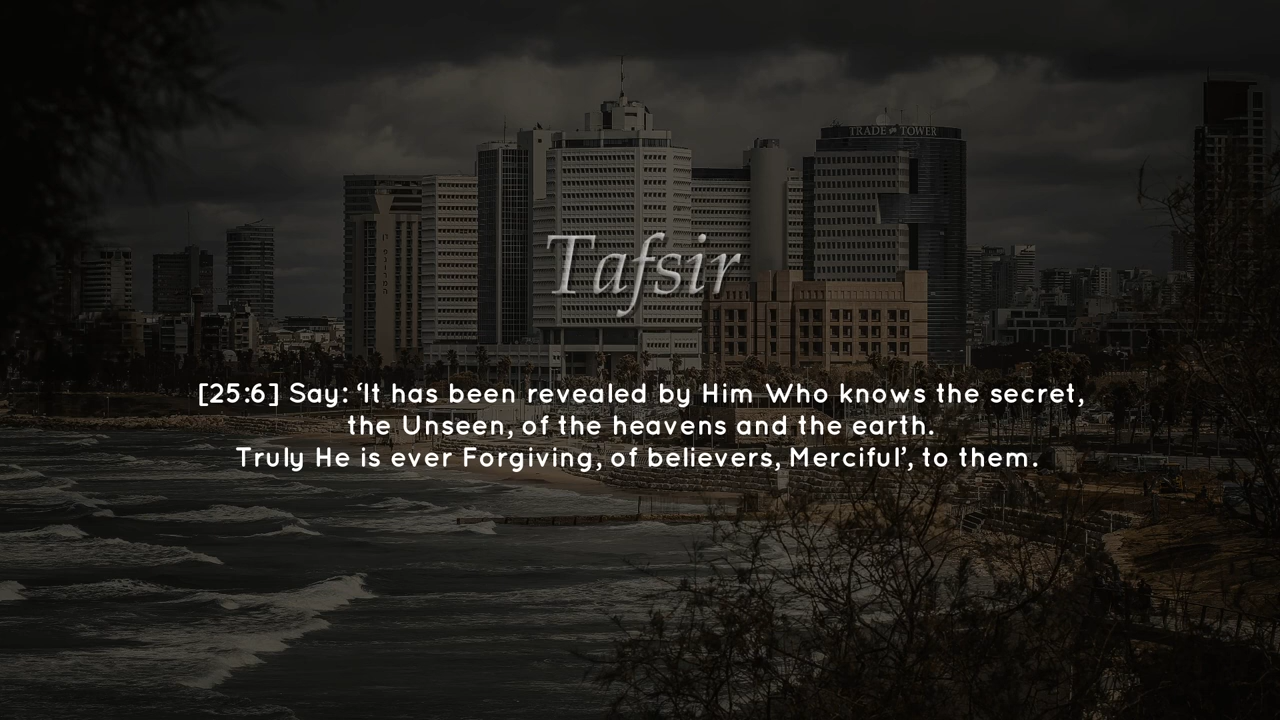 TRADE TOWER
Tafsir
[25:6] Say: ‘It has been revealed by Him Who knows the secret,
the Unseen, of the heavens and the earth.
Truly He is ever Forgiving, of believers, Merciful’, to them.